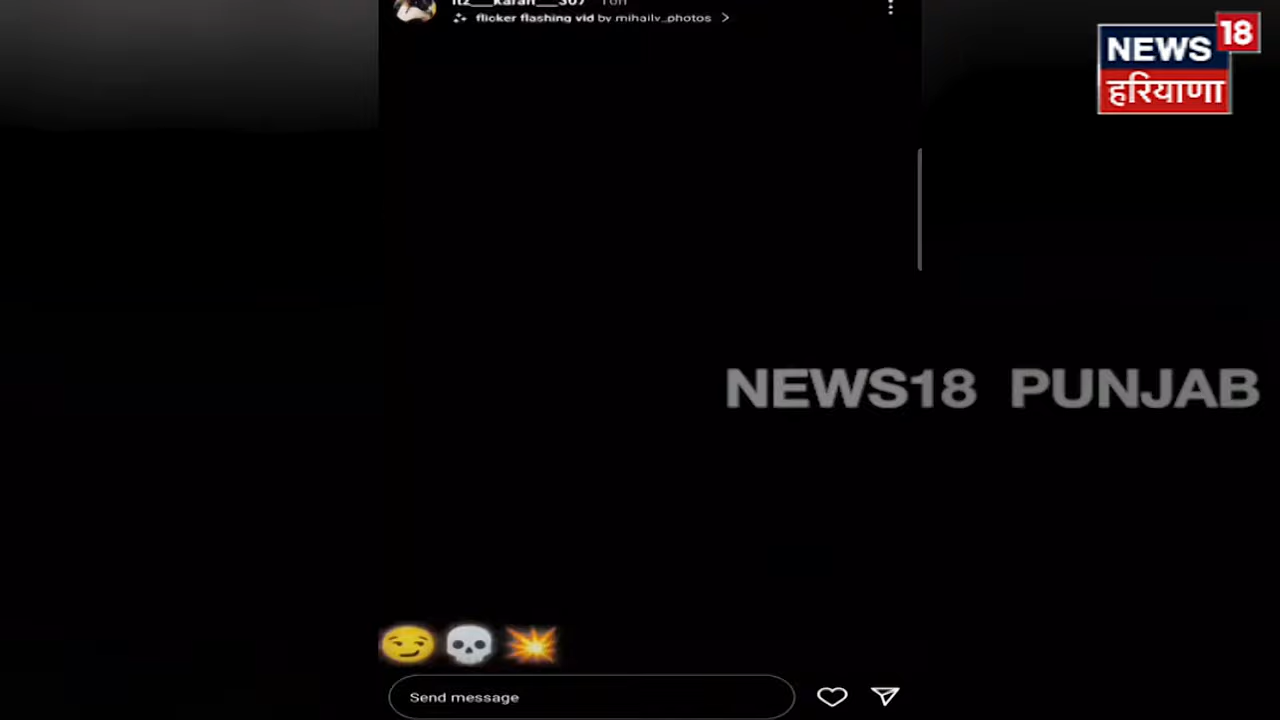 flicker flashing vid by mihailv_photos
NEWS 18
हरियाणा
NEWS18 PUNJAB
Send message